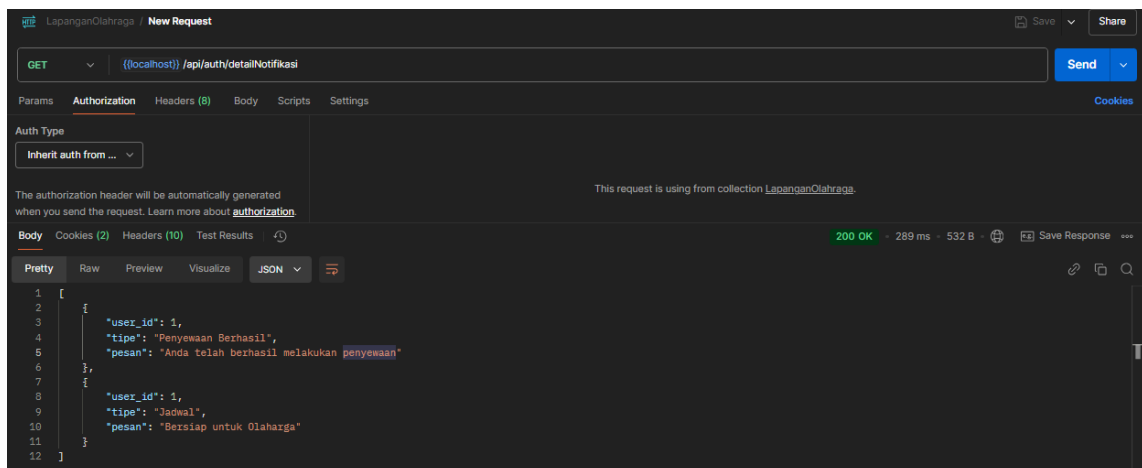 HTTP LapanganOlahraga / New Request Save Share
GET {{localhost}} /api/auth/detailNotifikasi Send
Params Authorization Headers (8) Body Scripts Settings Cookies
Auth Type
Inherit auth from ...
The authorization header will be automatically generated
when you send the request. Learn more about authorization.
This request is using from collection LapanganOlahraga.
Body Cookies (2) Headers (10) Test Results 200 OK 289 ms 532 B e.g. Save Response
Pretty Raw Preview Visualize JSON
1 [
2 {
3 "user_id": 1,
4 "tipe": "Penyewaan Berhasil",
5 "pesan": "Anda telah berhasil melakukan penyewaan"
6 },
7 {
8 "user_id": 1,
9 "tipe": "Jadwal",
10 "pesan": "Bersiap untuk Olaharga"
11 }
12 ]